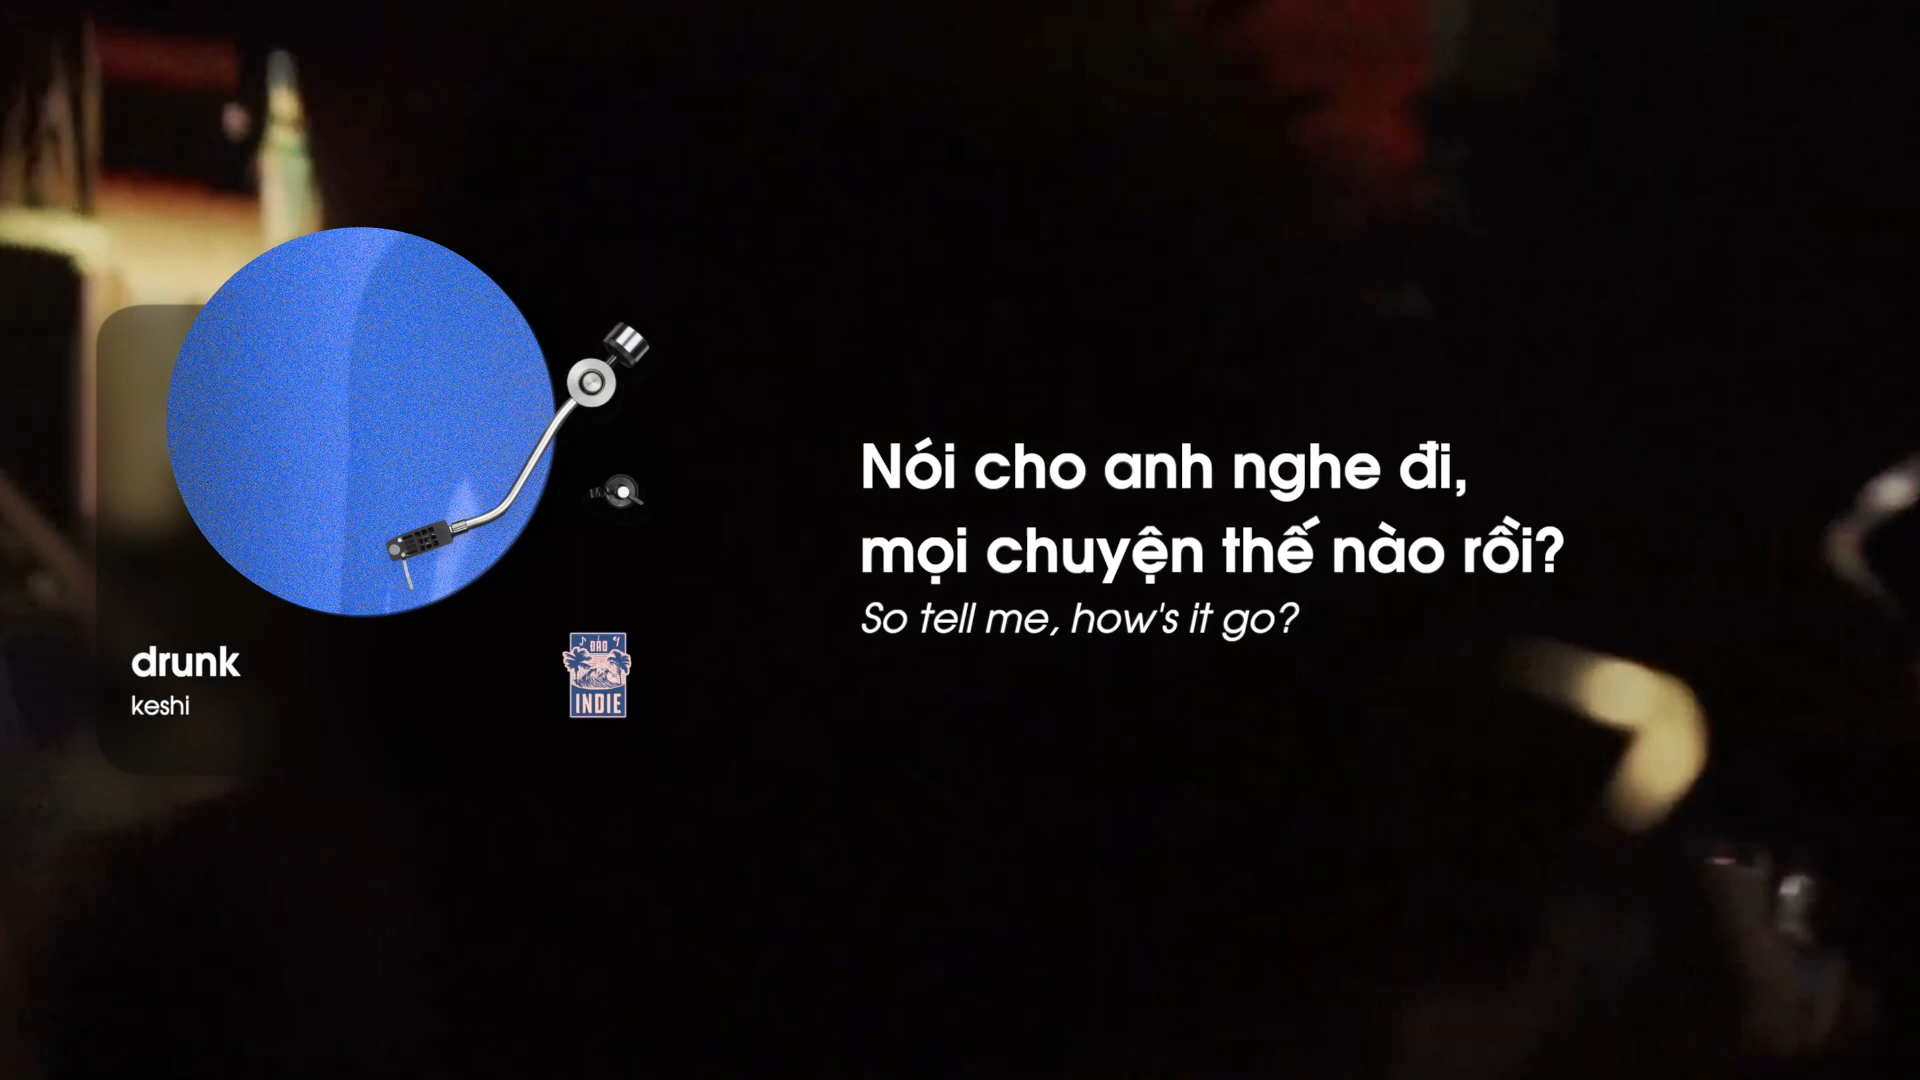 Nói cho anh nghe đi,
mọi chuyện thế nào rồi?
So tell me, how's it go?
drunk
keshi
ĐẢO
INDIE